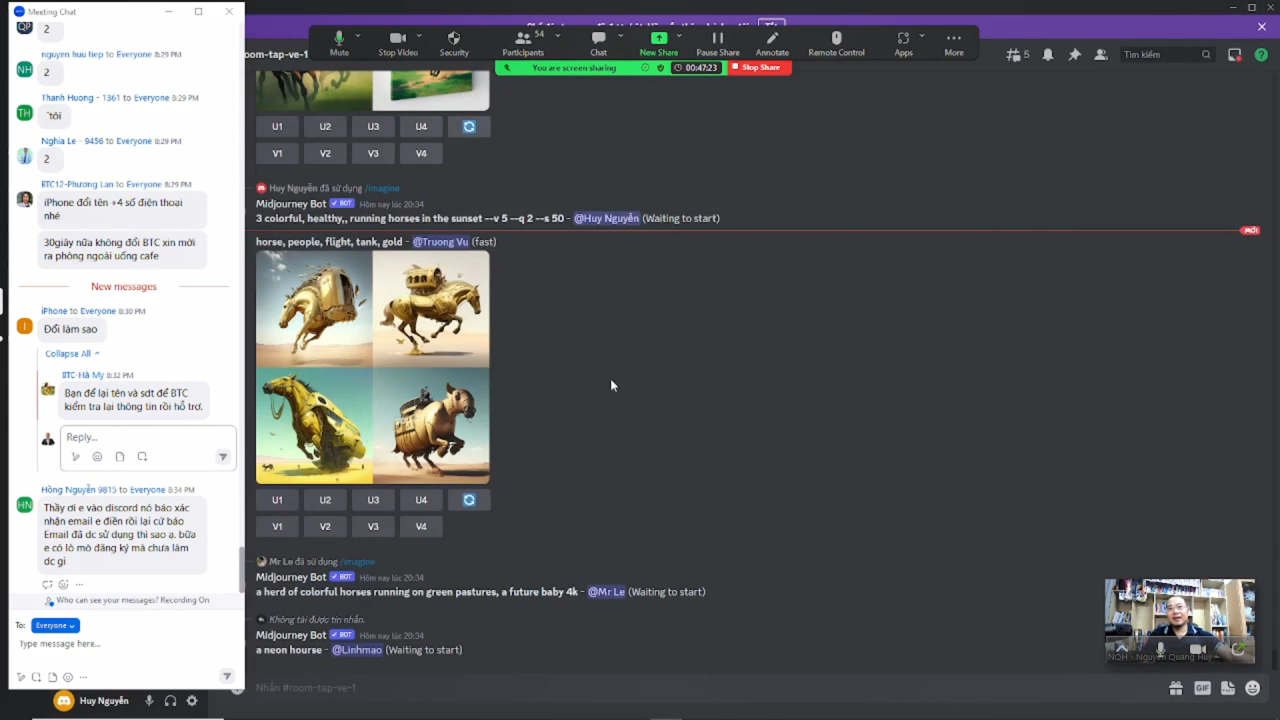 Meeting Chat
QP
2
nguyen huu tiep to Everyone 8:29 PM
NH
2
Thanh Huong - 1361 to Everyone 8:29 PM
TH
`tôi
Nghia Le - 9456 to Everyone 8:29 PM
2
BTC12-Phương Lan to Everyone 8:29 PM
iPhone đổi tên +4 số điện thoại
nhé
30giây nữa không đổi BTC xin mời
ra phòng ngoài uống cafe
New messages
iPhone to Everyone 8:30 PM
I
Đổi làm sao
Collapse All
BTC-Hà My 8:32 PM
Bạn để lại tên và sdt để BTC
kiểm tra lại thông tin rồi hỗ trợ.
Reply...
Hồng Nguyễn 9815 to Everyone 8:34 PM
HN
Thầy ơi e vào discord nó báo xác
nhận email e điền rồi lại cứ báo
Email đã dc sử dụng thì sao ạ. bữa
e có lò mò đăng ký mà chưa làm
dc gì
Who can see your messages? Recording On
To: Everyone
Type message here...
Huy Nguyễn
Mute
Stop Video
Security
54
Participants
Chat
New Share
Pause Share
Annotate
Remote Control
Apps
More
You are screen sharing
00:47:23
Stop Share
oom-tap-ve-1
5
Tìm kiếm
U1 U2 U3 U4
V1 V2 V3 V4
Huy Nguyễn đã sử dụng /imagine
Midjourney Bot BOT Hôm nay lúc 20:34
3 colorful, healthy,, running horses in the sunset --v 5 --q 2 --s 50 - @Huy Nguyễn (Waiting to start)
MỚI
horse, people, flight, tank, gold - @Truong Vu (fast)
U1 U2 U3 U4
V1 V2 V3 V4
Mr Le đã sử dụng /imagine
Midjourney Bot BOT Hôm nay lúc 20:34
a herd of colorful horses running on green pastures, a future baby 4k - @Mr Le (Waiting to start)
Không tải được tin nhắn.
Midjourney Bot BOT Hôm nay lúc 20:34
a neon hourse - @Linhmao (Waiting to start)
Nhắn #room-tap-ve-1
GIF
NQH - Nguyễn Quang Huy